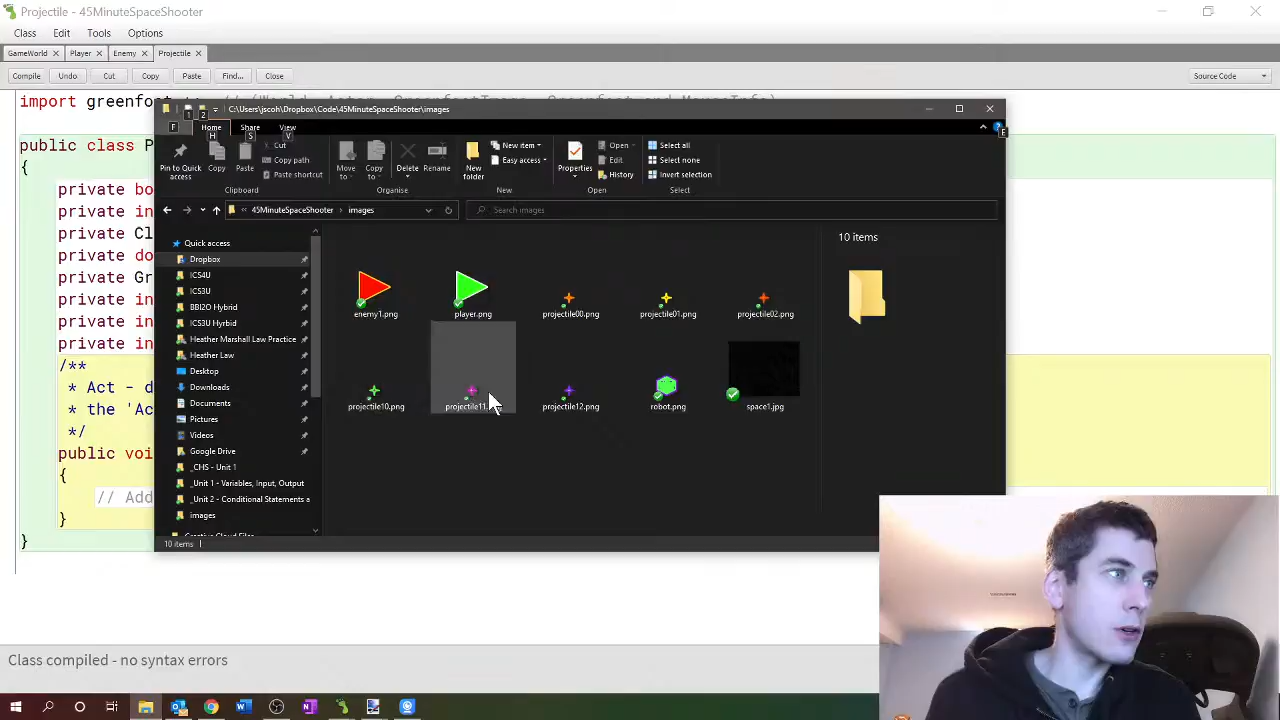 Projectile - 45MinuteSpaceShooter
Class Edit Tools Options
GameWorld Player Enemy Projectile
Compile Undo Cut Copy Paste Find... Close Source Code
import greenfoot
C:\Users\jscoh\Dropbox\Code\45MinuteSpaceShooter\images
1 2
F Home Share View
H S V E
Pin to Quick access
Copy
Paste
Cut
Copy path
Paste shortcut
Move to
Copy to
Delete
Rename
New folder
New item
Easy access
Properties
Open
Edit
History
Select all
Select none
Invert selection
Clipboard Organise New Open Select
45MinuteSpaceShooter images Search images
public class P
{
private bo
private in
private Cl
private do
private Gr
private in
private in
private in
/**
* Act - d
* the 'Ac
*/
public voi
{
// Add
}
}
Quick access
Dropbox
ICS4U
ICS3U
BBI2O Hybrid
ICS3U Hyrbid
Heather Marshall Law Practice
Heather Law
Desktop
Downloads
Documents
Pictures
Videos
Google Drive
_CHS - Unit 1
_Unit 1 - Variables, Input, Output
_Unit 2 - Conditional Statements a
images
Creative Cloud Files
10 items
enemy1.png player.png projectile00.png projectile01.png projectile02.png
projectile10.png projectile12.png robot.png space1.jpg
10 items
Class compiled - no syntax errors